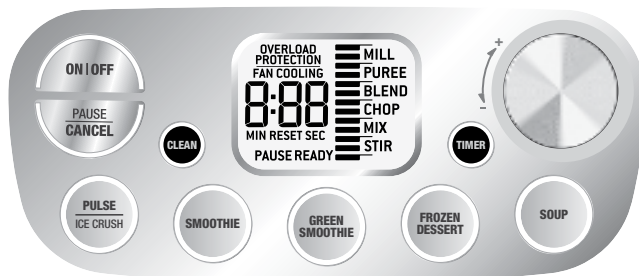 ON|OFF
PAUSE
CANCEL
CLEAN
PULSE
ICE CRUSH
SMOOTHIE
GREEN
SMOOTHIE
FROZEN
DESSERT
SOUP
TIMER
+
-
OVERLOAD
PROTECTION
FAN COOLING
8:88
MIN RESET SEC
PAUSE READY
MILL
PUREE
BLEND
CHOP
MIX
STIR